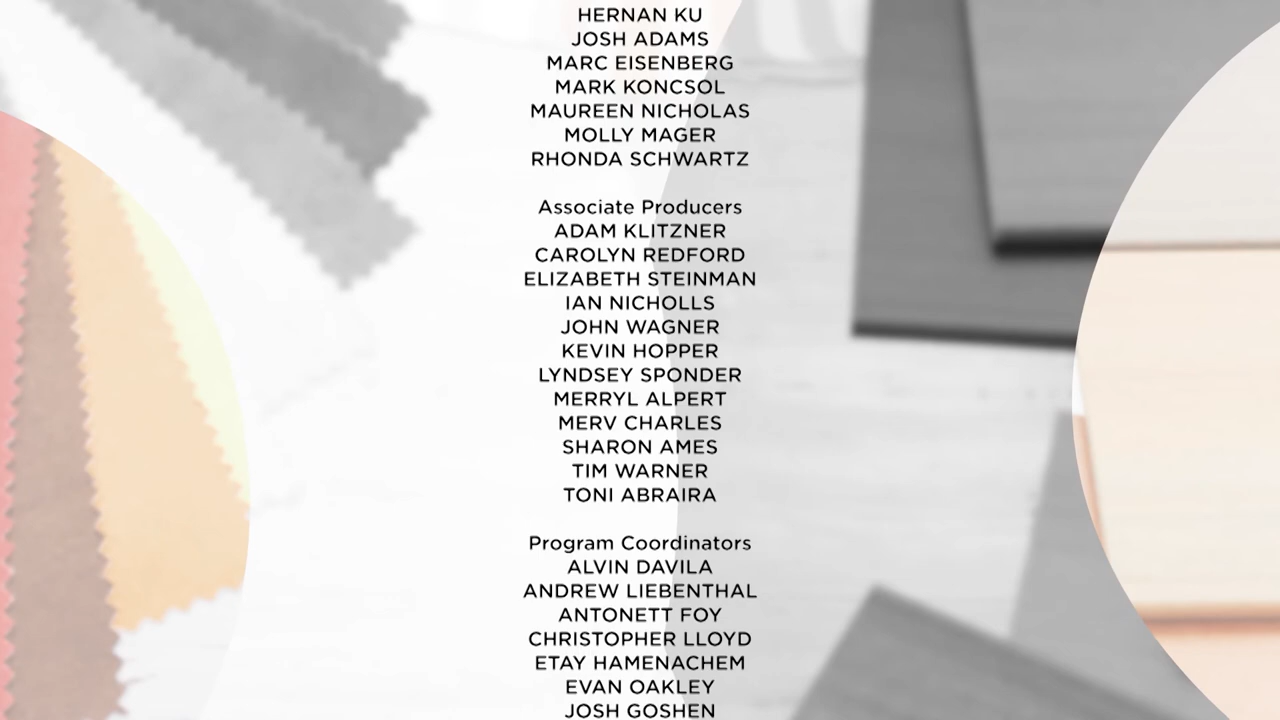 HERNAN KU
JOSH ADAMS
MARC EISENBERG
MARK KONCSOL
MAUREEN NICHOLAS
MOLLY MAGER
RHONDA SCHWARTZ
Associate Producers
ADAM KLITZNER
CAROLYN REDFORD
ELIZABETH STEINMAN
IAN NICHOLLS
JOHN WAGNER
KEVIN HOPPER
LYNDSEY SPONDER
MERRYL ALPERT
MERV CHARLES
SHARON AMES
TIM WARNER
TONI ABRAIRA
Program Coordinators
ALVIN DAVILA
ANDREW LIEBENTHAL
ANTONETT FOY
CHRISTOPHER LLOYD
ETAY HAMENACHEM
EVAN OAKLEY
JOSH GOSHEN